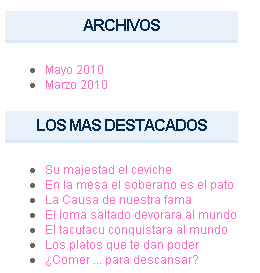 ARCHIVOS
Mayo 2010
Marzo 2010
LOS MAS DESTACADOS
Su majestad el ceviche
En la mesa el soberano es el pato
La Causa de nuestra fama
El loma saltado devorara al mundo
El tacutacu conquistara al mundo
Los platos que te dan poder
¿Comer ... para descansar?